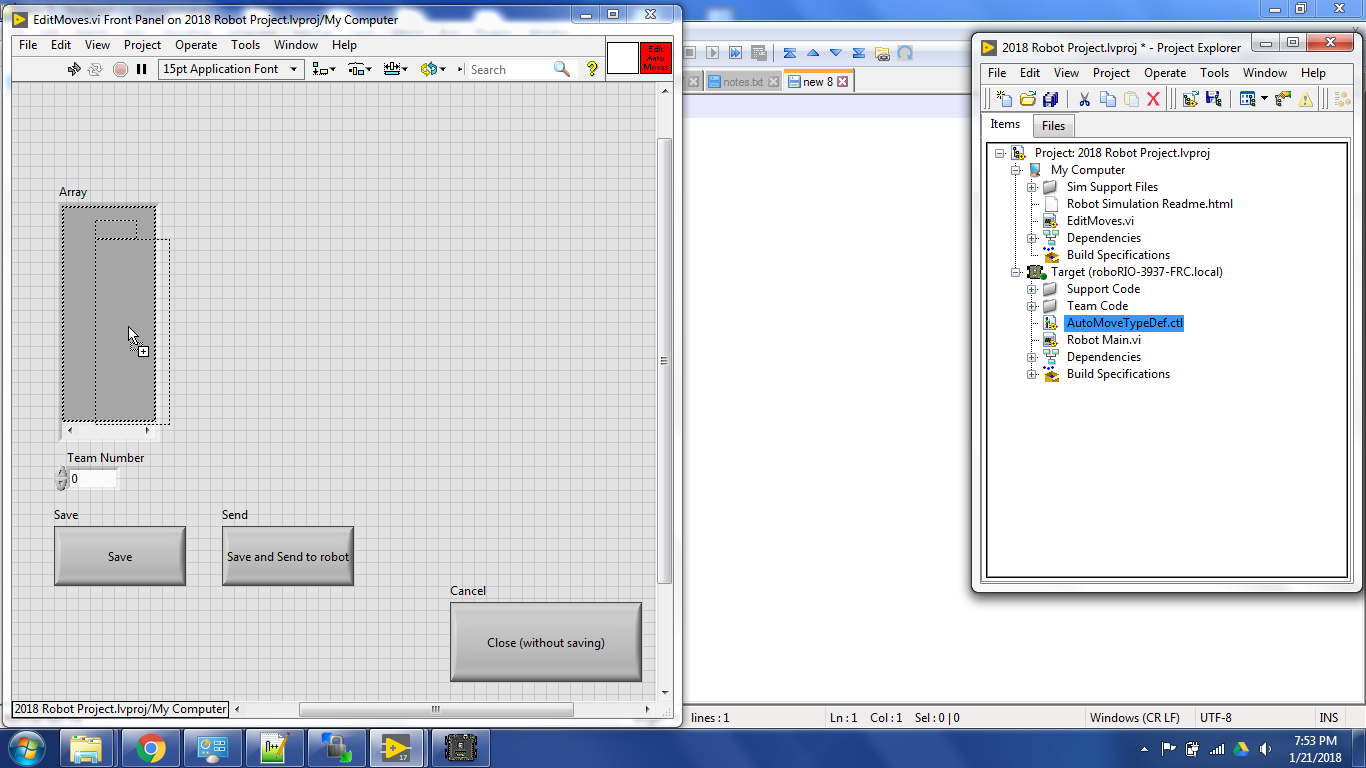 EditMoves.vi Front Panel on 2018 Robot Project.lvproj/My Computer
File Edit View Project Operate Tools Window Help
15pt Application Font
Search
?
Edit
Auto
Moves
Array
Team Number
0
Save
Save
Send
Save and Send to robot
Cancel
Close (without saving)
2018 Robot Project.lvproj/My Computer
notes.txt
new 8
2018 Robot Project.lvproj * - Project Explorer
File Edit View Project Operate Tools Window Help
Items
Files
Project: 2018 Robot Project.lvproj
My Computer
Sim Support Files
Robot Simulation Readme.html
EditMoves.vi
Dependencies
Build Specifications
Target (roboRIO-3937-FRC.local)
Support Code
Team Code
AutoMoveTypeDef.ctl
Robot Main.vi
Dependencies
Build Specifications
lines : 1
Ln : 1 Col : 1 Sel : 0 | 0
Windows (CR LF)
UTF-8
INS
17
7:53 PM
1/21/2018